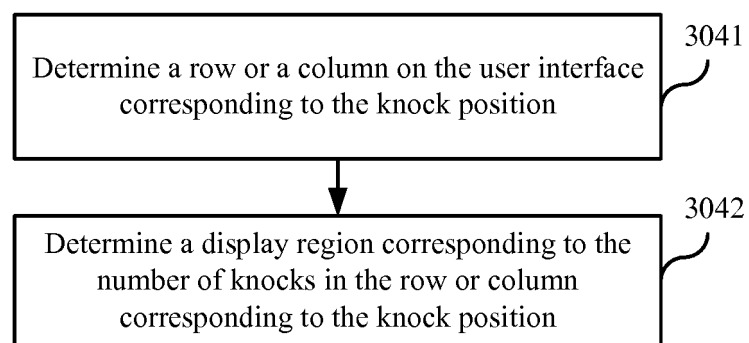 3041
Determine a row or a column on the user interface
corresponding to the knock position
3042
Determine a display region corresponding to the
number of knocks in the row or column
corresponding to the knock position